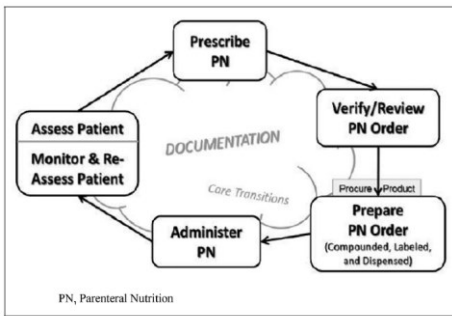 Prescribe
PN
Verify/Review
PN Order
Assess Patient
Monitor & Re-
Assess Patient
DOCUMENTATION
Care Transitions
Procure Product
Prepare
PN Order
(Compounded, Labeled,
and Dispensed)
Administer
PN
PN, Parenteral Nutrition